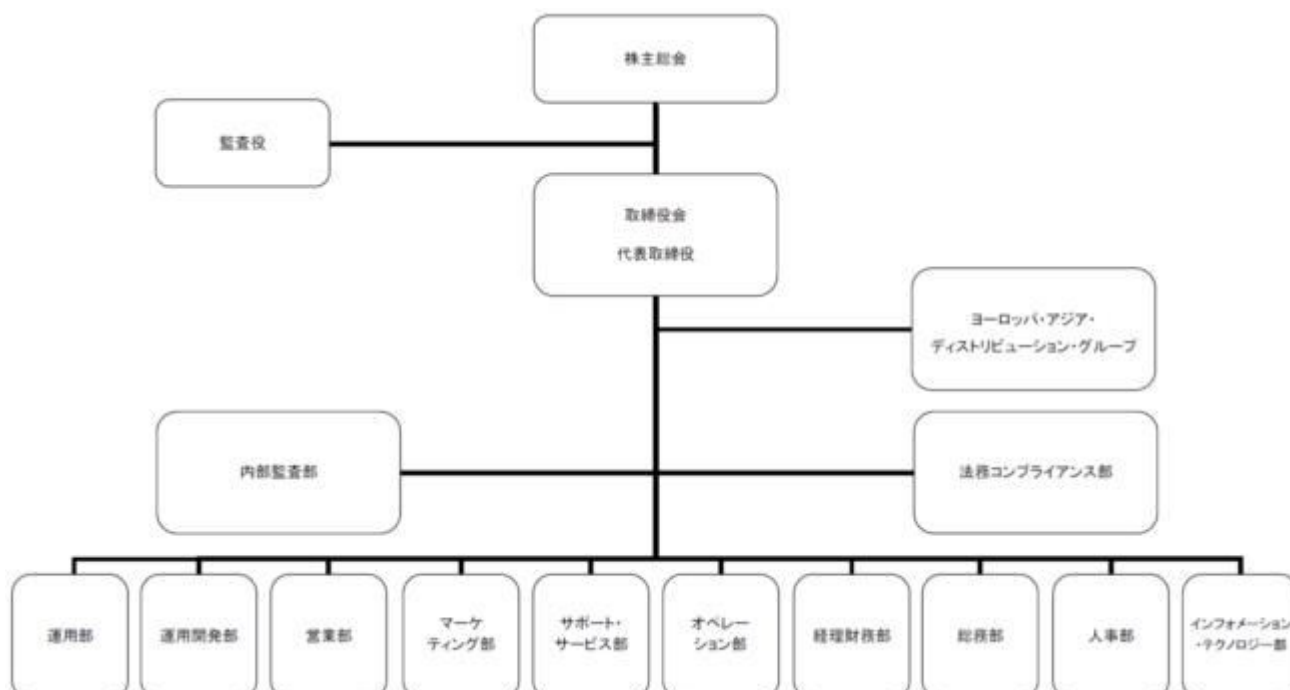 株主総会
監査役
取締役会
代表取締役
ヨーロッパ・アジア・
ディストリビューション・グループ
内部監査部
法務コンプライアンス部
運用部
運用開発部
営業部
マーケ
ティング部
サポート・
サービス部
オペレー
ション部
経理財務部
総務部
人事部
インフォメーション
・テクノロジー部